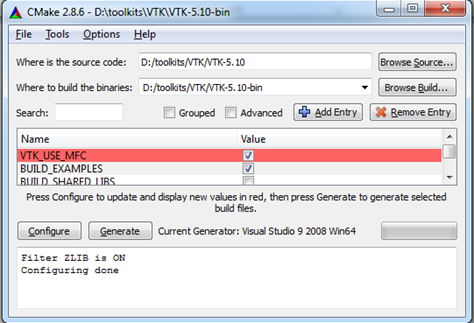 CMake 2.8.6 - D:\toolkits\VTK\VTK-5.10-bin
File Tools Options Help
Where is the source code: D:/toolkits/VTK/VTK-5.10 Browse Source...
Where to build the binaries: D:/toolkits/VTK/VTK-5.10-bin Browse Build...
Search: Grouped Advanced Add Entry Remove Entry
Name Value
VTK_USE_MFC
BUILD_EXAMPLES
BUILD_SHARED_LIBS
Press Configure to update and display new values in red, then press Generate to generate selected
build files.
Configure Generate Current Generator: Visual Studio 9 2008 Win64
Filter ZLIB is ON
Configuring done